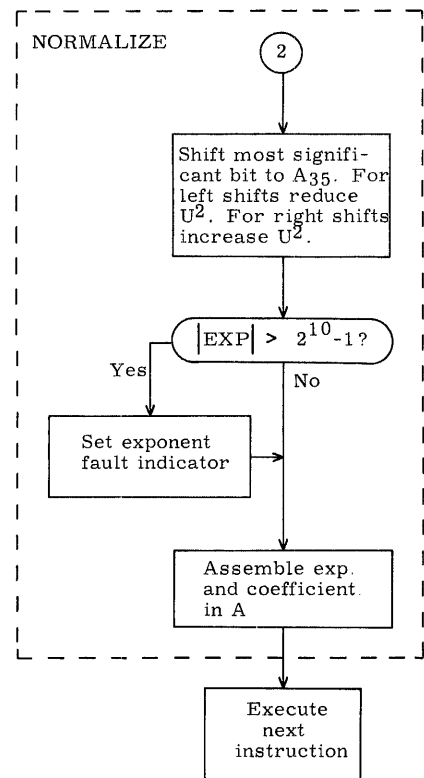 NORMALIZE
2
Shift most signifi-
cant bit to A35. For
left shifts reduce
U². For right shifts
increase U².
|EXP| > 2¹⁰-1?
Yes
No
Set exponent
fault indicator
Assemble exp.
and coefficient
in A
Execute
next
instruction